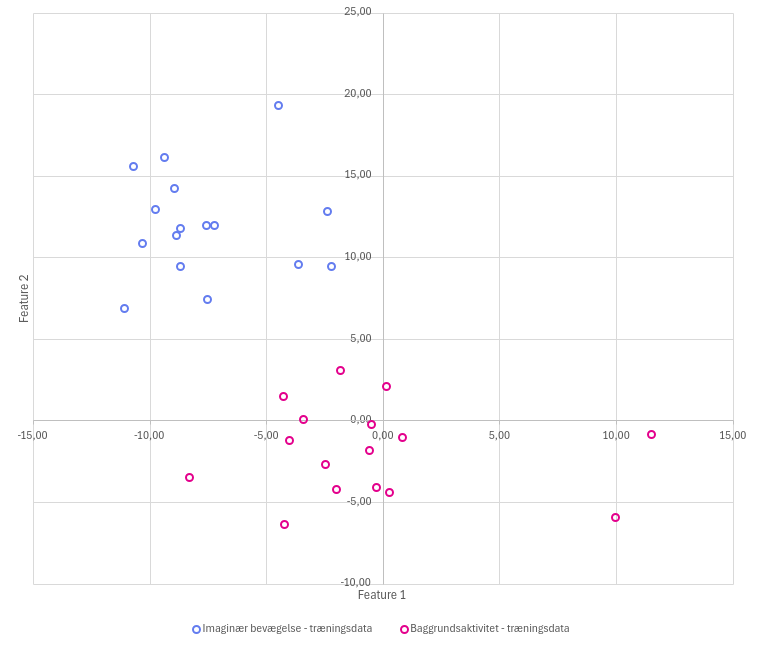 25,00
20,00
15,00
10,00
Feature 2
5,00
0,00
-15,00 -10,00 -5,00 0,00 5,00 10,00 15,00
-5,00
-10,00
Feature 1
Imaginær bevægelse - træningsdata Baggrundsaktivitet - træningsdata